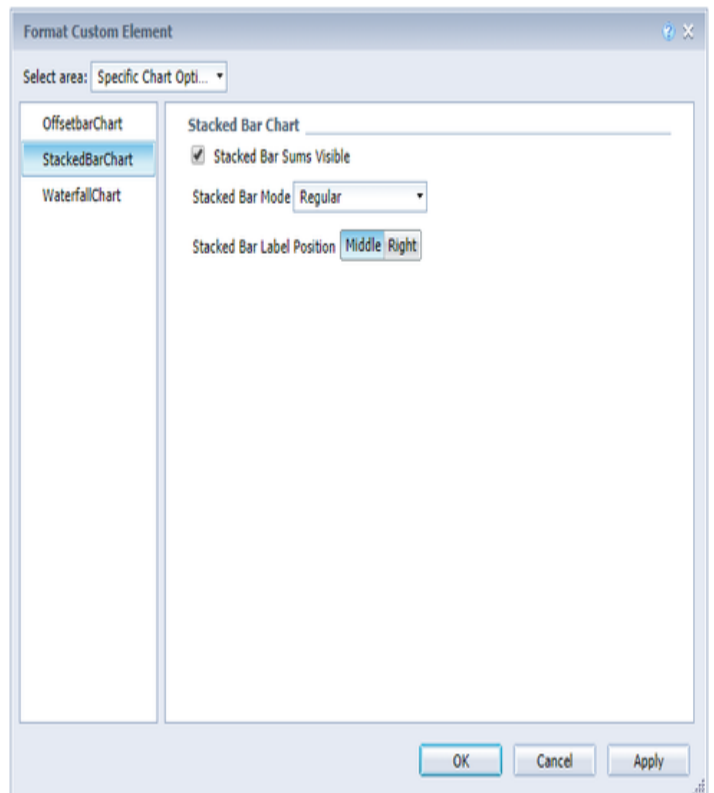 Format Custom Element
Select area: Specific Chart Opti...
OffsetbarChart
StackedBarChart
WaterfallChart
Stacked Bar Chart
Stacked Bar Sums Visible
Stacked Bar Mode Regular
Stacked Bar Label Position Middle Right
OK Cancel Apply